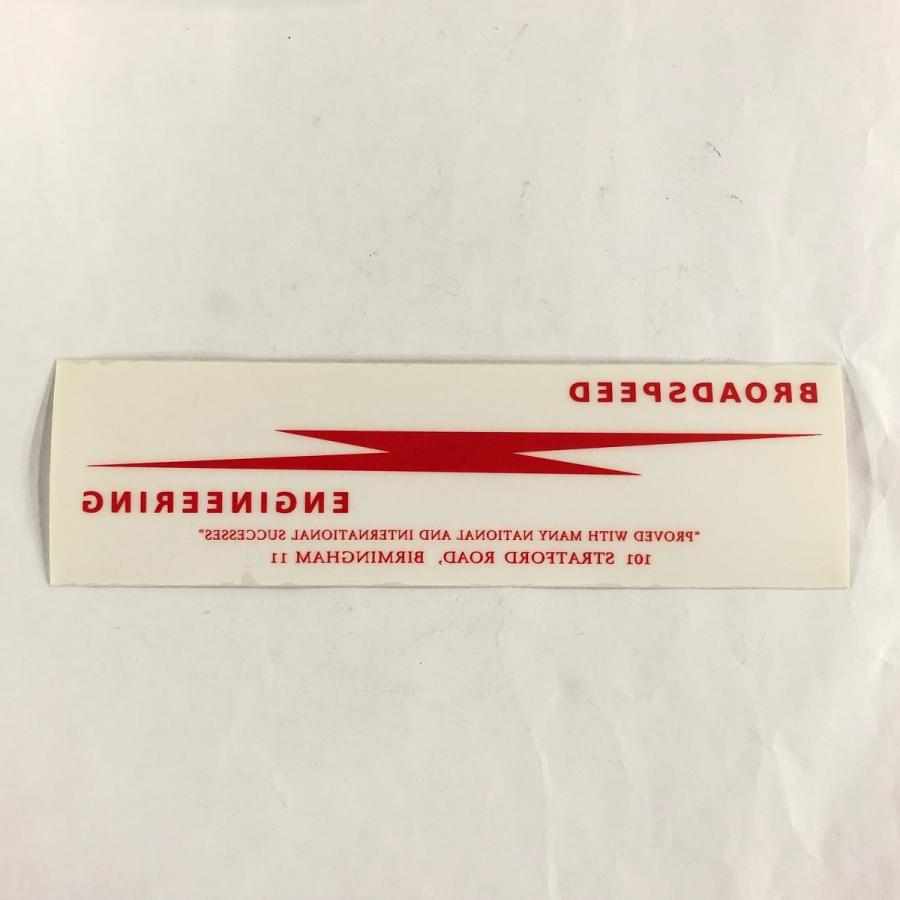 BROADSPEED
ENGINEERING
"PROVED WITH MANY NATIONAL AND INTERNATIONAL SUCCESSES"
101 STRATFORD ROAD, BIRMINGHAM 11